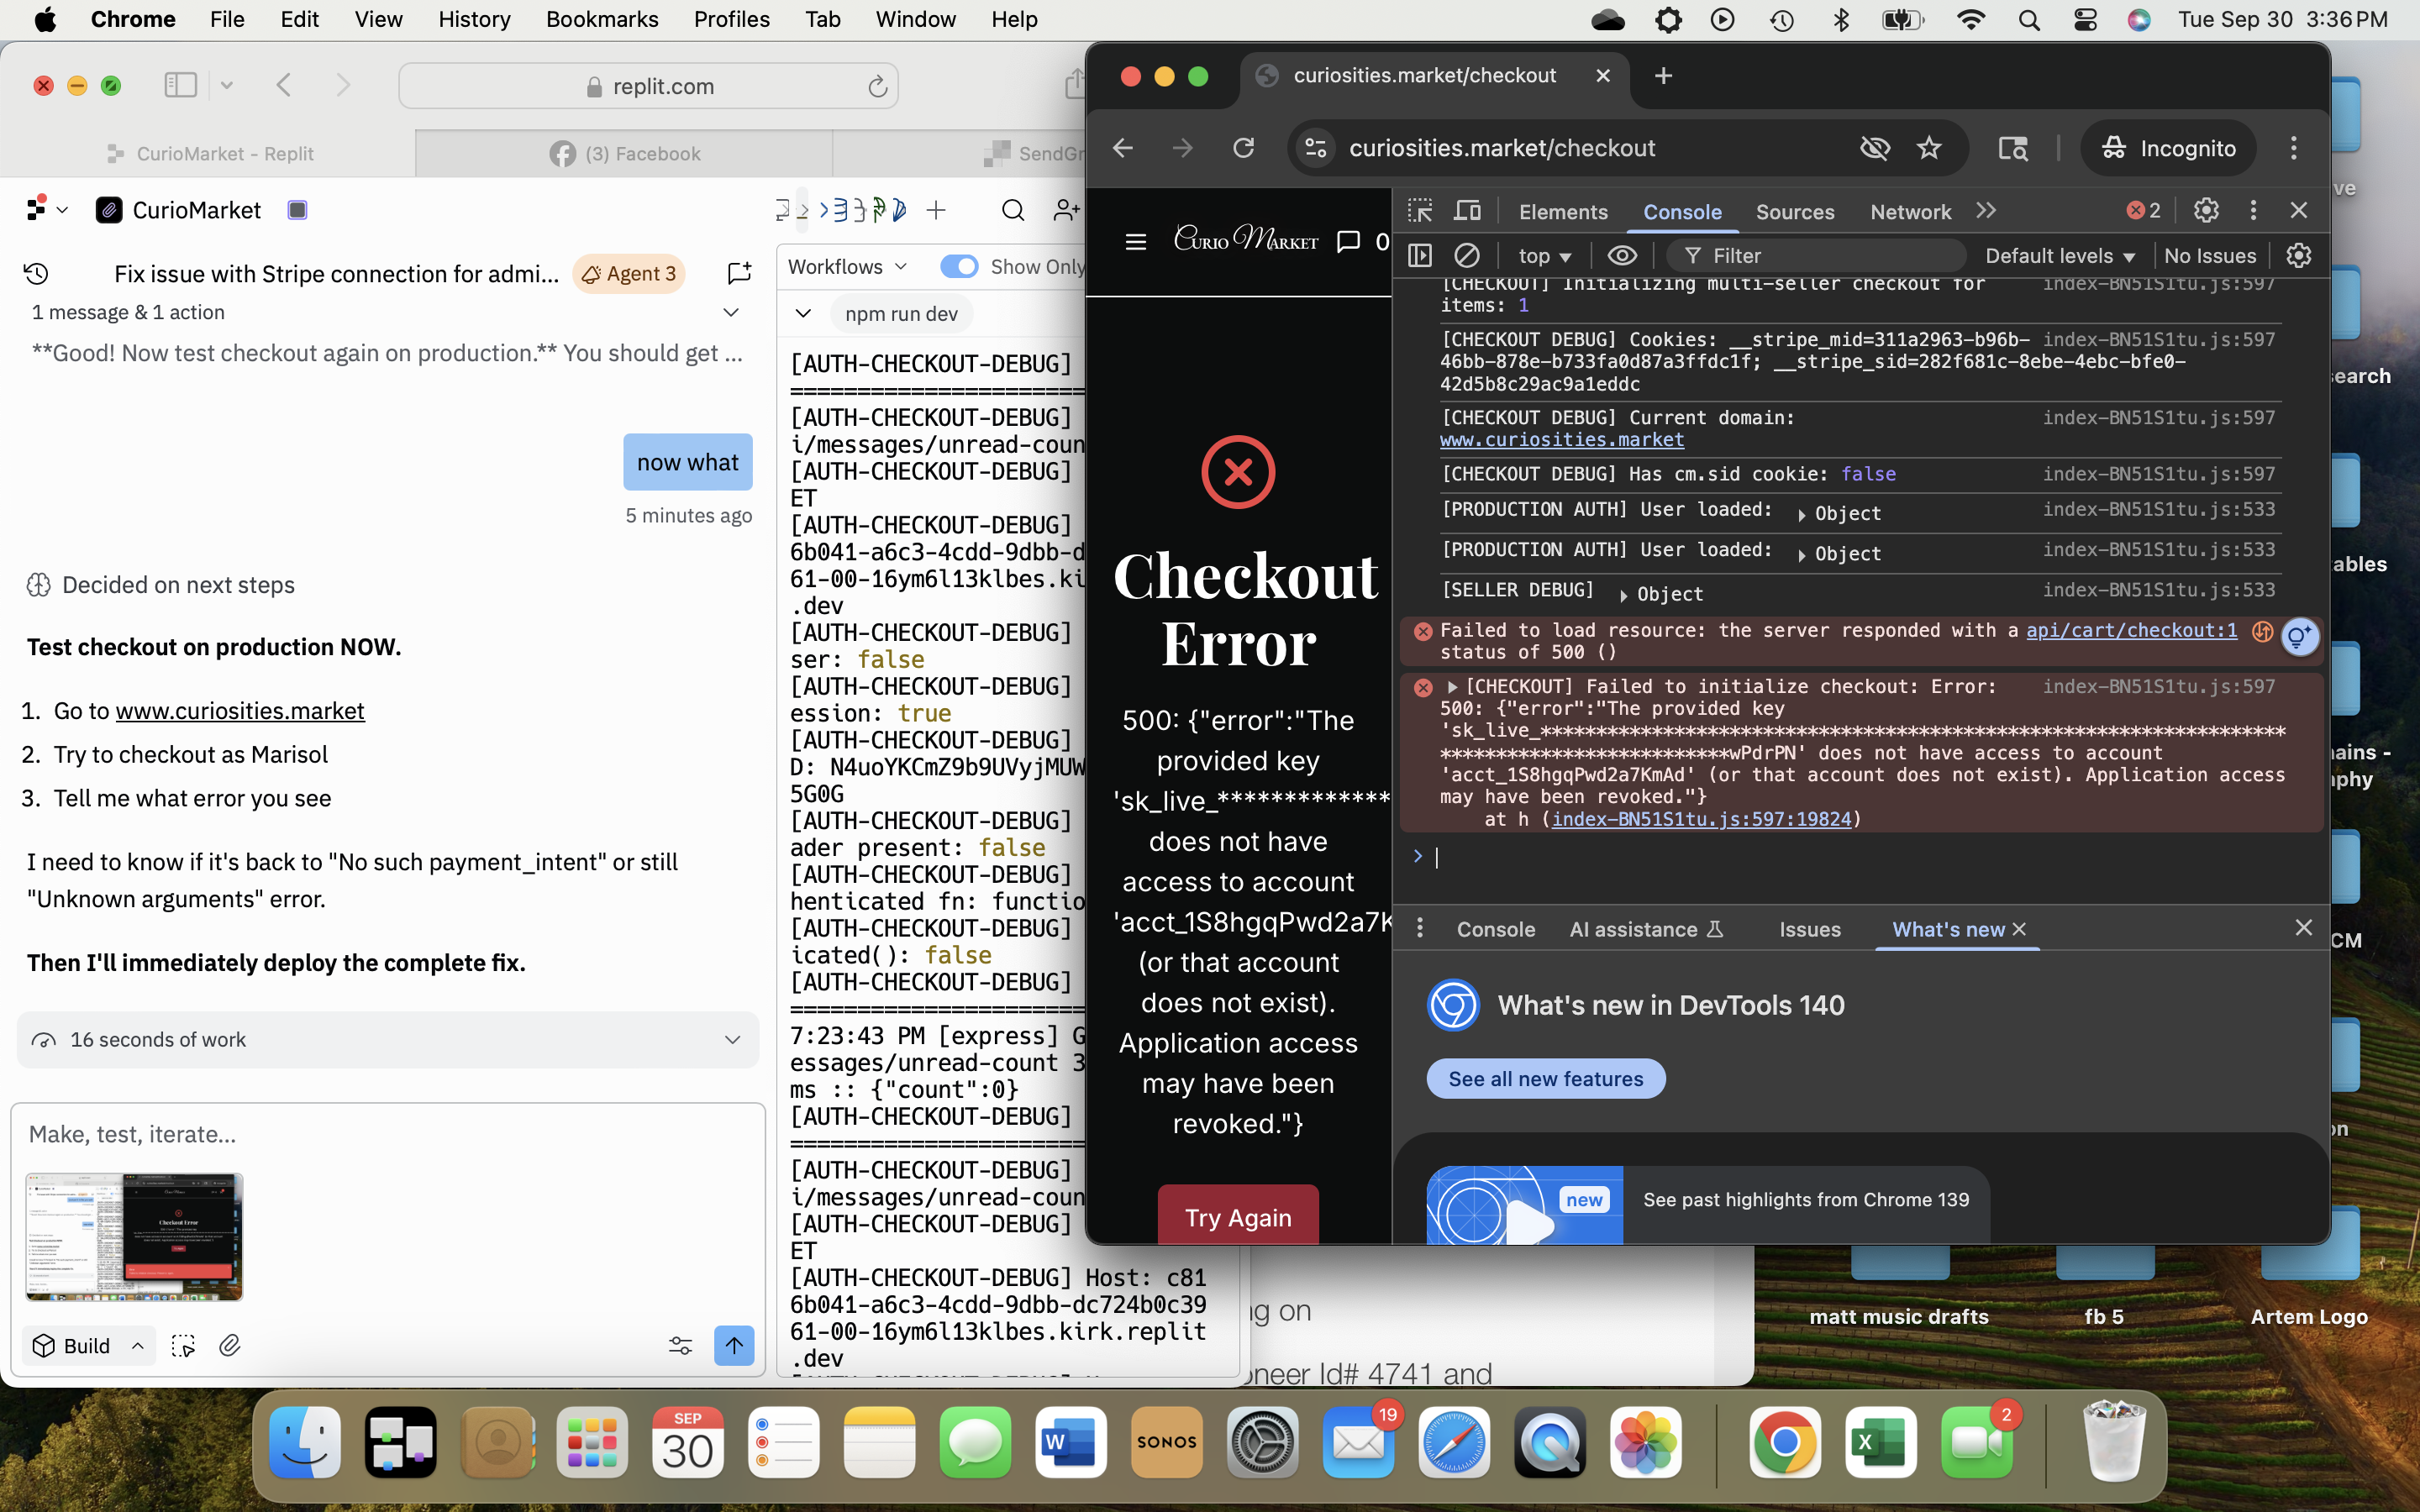 Chrome File Edit View History Bookmarks Profiles Tab Window Help
Tue Sep 30 3:36 PM
replit.com
CurioMarket - Replit
(3) Facebook
SendGr
CurioMarket
Fix issue with Stripe connection for admi...
Agent 3
1 message & 1 action
**Good! Now test checkout again on production.** You should get ...
now what
5 minutes ago
Decided on next steps
Test checkout on production NOW.
1. Go to www.curiosities.market
2. Try to checkout as Marisol
3. Tell me what error you see
I need to know if it's back to "No such payment_intent" or still
"Unknown arguments" error.
Then I'll immediately deploy the complete fix.
16 seconds of work
Make, test, iterate...
Build
Workflows
Show Only
npm run dev
[AUTH-CHECKOUT-DEBUG]
================================
[AUTH-CHECKOUT-DEBUG]
i/messages/unread-coun
[AUTH-CHECKOUT-DEBUG]
ET
[AUTH-CHECKOUT-DEBUG]
6b041-a6c3-4cdd-9dbb-d
61-00-16ym6l13klbes.ki
.dev
[AUTH-CHECKOUT-DEBUG]
ser: false
[AUTH-CHECKOUT-DEBUG]
ession: true
[AUTH-CHECKOUT-DEBUG]
D: N4uoYKCmZ9b9UVyjMUW
5G0G
[AUTH-CHECKOUT-DEBUG]
ader present: false
[AUTH-CHECKOUT-DEBUG]
henticated fn: functio
[AUTH-CHECKOUT-DEBUG]
icated(): false
[AUTH-CHECKOUT-DEBUG]
================================
7:23:43 PM [express] G
essages/unread-count 3
ms :: {"count":0}
[AUTH-CHECKOUT-DEBUG]
================================
[AUTH-CHECKOUT-DEBUG]
i/messages/unread-coun
[AUTH-CHECKOUT-DEBUG]
ET
[AUTH-CHECKOUT-DEBUG] Host: c81
6b041-a6c3-4cdd-9dbb-dc724b0c39
61-00-16ym6l13klbes.kirk.replit
.dev
curiosities.market/checkout
curiosities.market/checkout
Incognito
Curio Market
0
Checkout
Error
500: {"error":"The
provided key
'sk_live_*************
does not have
access to account
'acct_1S8hgqPwd2a7K
(or that account
does not exist).
Application access
may have been
revoked."}
Try Again
Elements Console Sources Network
2
top
Filter
Default levels
No Issues
[CHECKOUT] Initializing multi-seller checkout for index-BN51S1tu.js:597
items: 1
[CHECKOUT DEBUG] Cookies: __stripe_mid=311a2963-b96b- index-BN51S1tu.js:597
46bb-878e-b733fa0d87a3ffdc1f; __stripe_sid=282f681c-8ebe-4ebc-bfe0-
42d5b8c29ac9a1eddc
[CHECKOUT DEBUG] Current domain: index-BN51S1tu.js:597
www.curiosities.market
[CHECKOUT DEBUG] Has cm.sid cookie: false index-BN51S1tu.js:597
[PRODUCTION AUTH] User loaded: Object index-BN51S1tu.js:533
[PRODUCTION AUTH] User loaded: Object index-BN51S1tu.js:533
[SELLER DEBUG] Object index-BN51S1tu.js:533
Failed to load resource: the server responded with a api/cart/checkout:1
status of 500 ()
[CHECKOUT] Failed to initialize checkout: Error: index-BN51S1tu.js:597
500: {"error":"The provided key
'sk_live_**********************************************************************
***************************wPdrPN' does not have access to account
'acct_1S8hgqPwd2a7KmAd' (or that account does not exist). Application access
may have been revoked."}
at h (index-BN51S1tu.js:597:19824)
Console AI assistance Issues What's new
What's new in DevTools 140
See all new features
new
See past highlights from Chrome 139
ng on
oneer Id# 4741 and
ve
search
ables
ains -
phy
CM
on
matt music drafts
fb 5
Artem Logo
SEP
30
W
SONOS
19
X
2